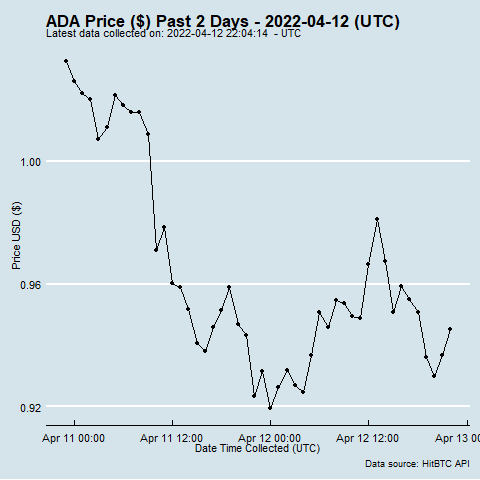 ADA Price ($) Past 2 Days - 2022-04-12 (UTC)
Latest data collected on: 2022-04-12 22:04:14 - UTC
Price USD ($)
1.00
0.96
0.92
Apr 11 00:00 Apr 11 12:00 Apr 12 00:00 Apr 12 12:00 Apr 13 00
Date Time Collected (UTC)
Data source: HitBTC API